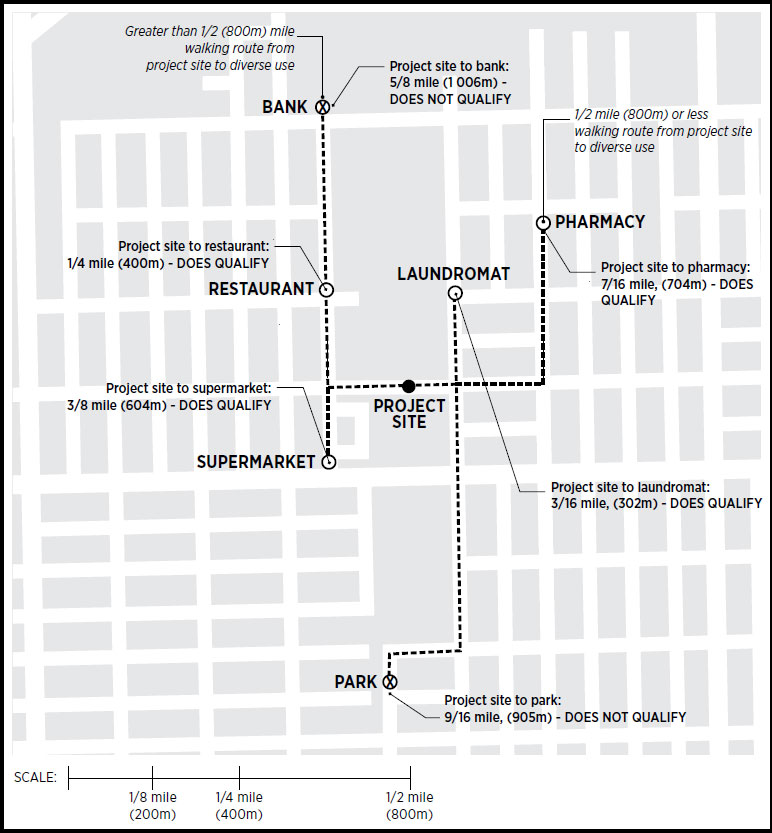 Greater than 1/2 (800m) mile
walking route from
project site to diverse use
Project site to bank:
5/8 mile (1 006m) -
DOES NOT QUALIFY
BANK
1/2 mile (800m) or less
walking route from project site
to diverse use
PHARMACY
Project site to restaurant:
1/4 mile (400m) - DOES QUALIFY
RESTAURANT
LAUNDROMAT
Project site to pharmacy:
7/16 mile, (704m) - DOES
QUALIFY
Project site to supermarket:
3/8 mile (604m) - DOES QUALIFY
PROJECT
SITE
SUPERMARKET
Project site to laundromat:
3/16 mile, (302m) - DOES QUALIFY
PARK
Project site to park:
9/16 mile, (905m) - DOES NOT QUALIFY
SCALE:
1/8 mile
(200m)
1/4 mile
(400m)
1/2 mile
(800m)